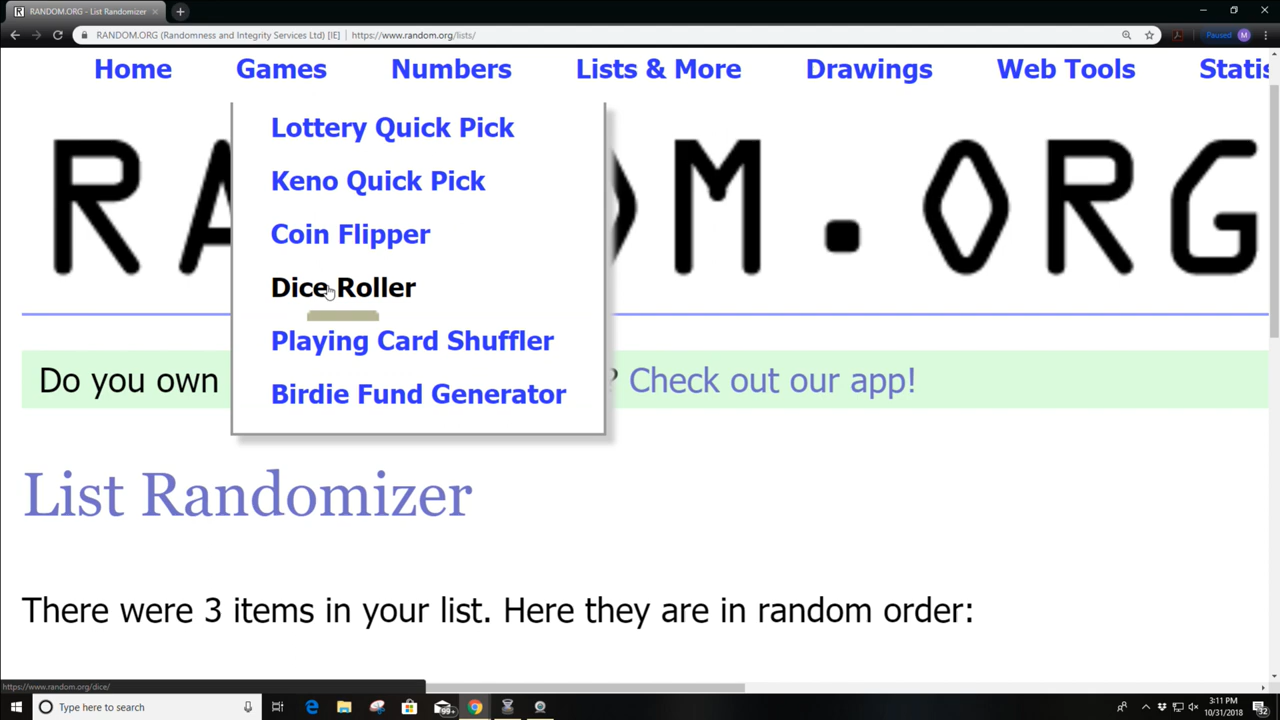 RANDOM.ORG - List Randomizer
RANDOM.ORG (Randomness and Integrity Services Ltd) [IE] | https://www.random.org/lists/
Paused
M
Home Games Numbers Lists & More Drawings Web Tools Statis
Lottery Quick Pick
Keno Quick Pick
Coin Flipper
Dice Roller
Playing Card Shuffler
Birdie Fund Generator
RA OM.ORG
Do you own ? Check out our app!
List Randomizer
There were 3 items in your list. Here they are in random order:
https://www.random.org/dice/
Type here to search
99+
3:11 PM
10/31/2018
32